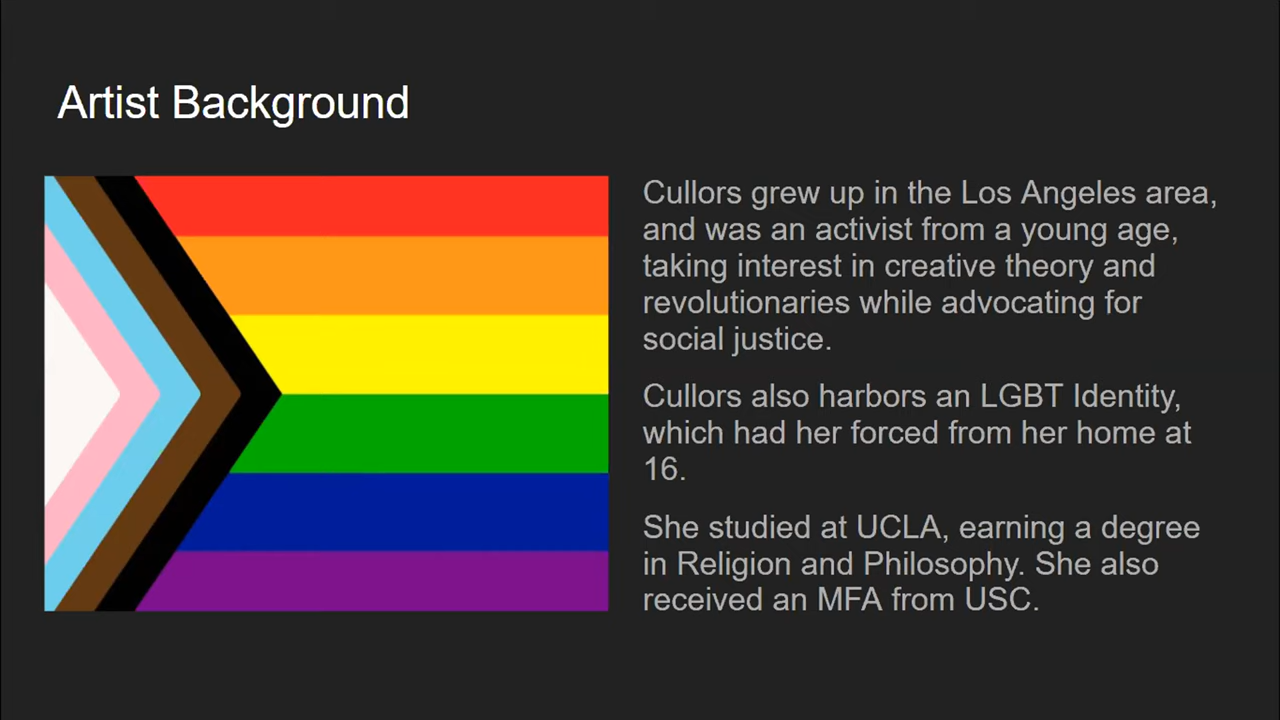 Artist Background
Cullors grew up in the Los Angeles area,
and was an activist from a young age,
taking interest in creative theory and
revolutionaries while advocating for
social justice.
Cullors also harbors an LGBT Identity,
which had her forced from her home at
16.
She studied at UCLA, earning a degree
in Religion and Philosophy. She also
received an MFA from USC.